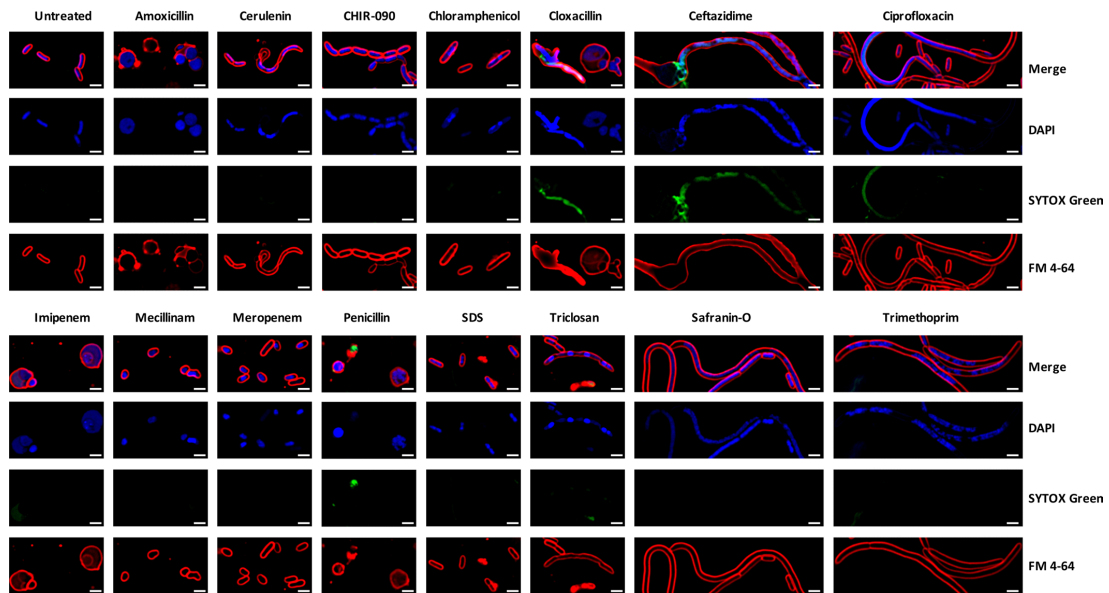 Untreated Amoxicillin Cerulenin CHIR-090 Chloramphenicol Cloxacillin Ceftazidime Ciprofloxacin
Merge
DAPI
SYTOX Green
FM 4-64
Imipenem Mecillinam Meropenem Penicillin SDS Triclosan Safranin-O Trimethoprim
Merge
DAPI
SYTOX Green
FM 4-64